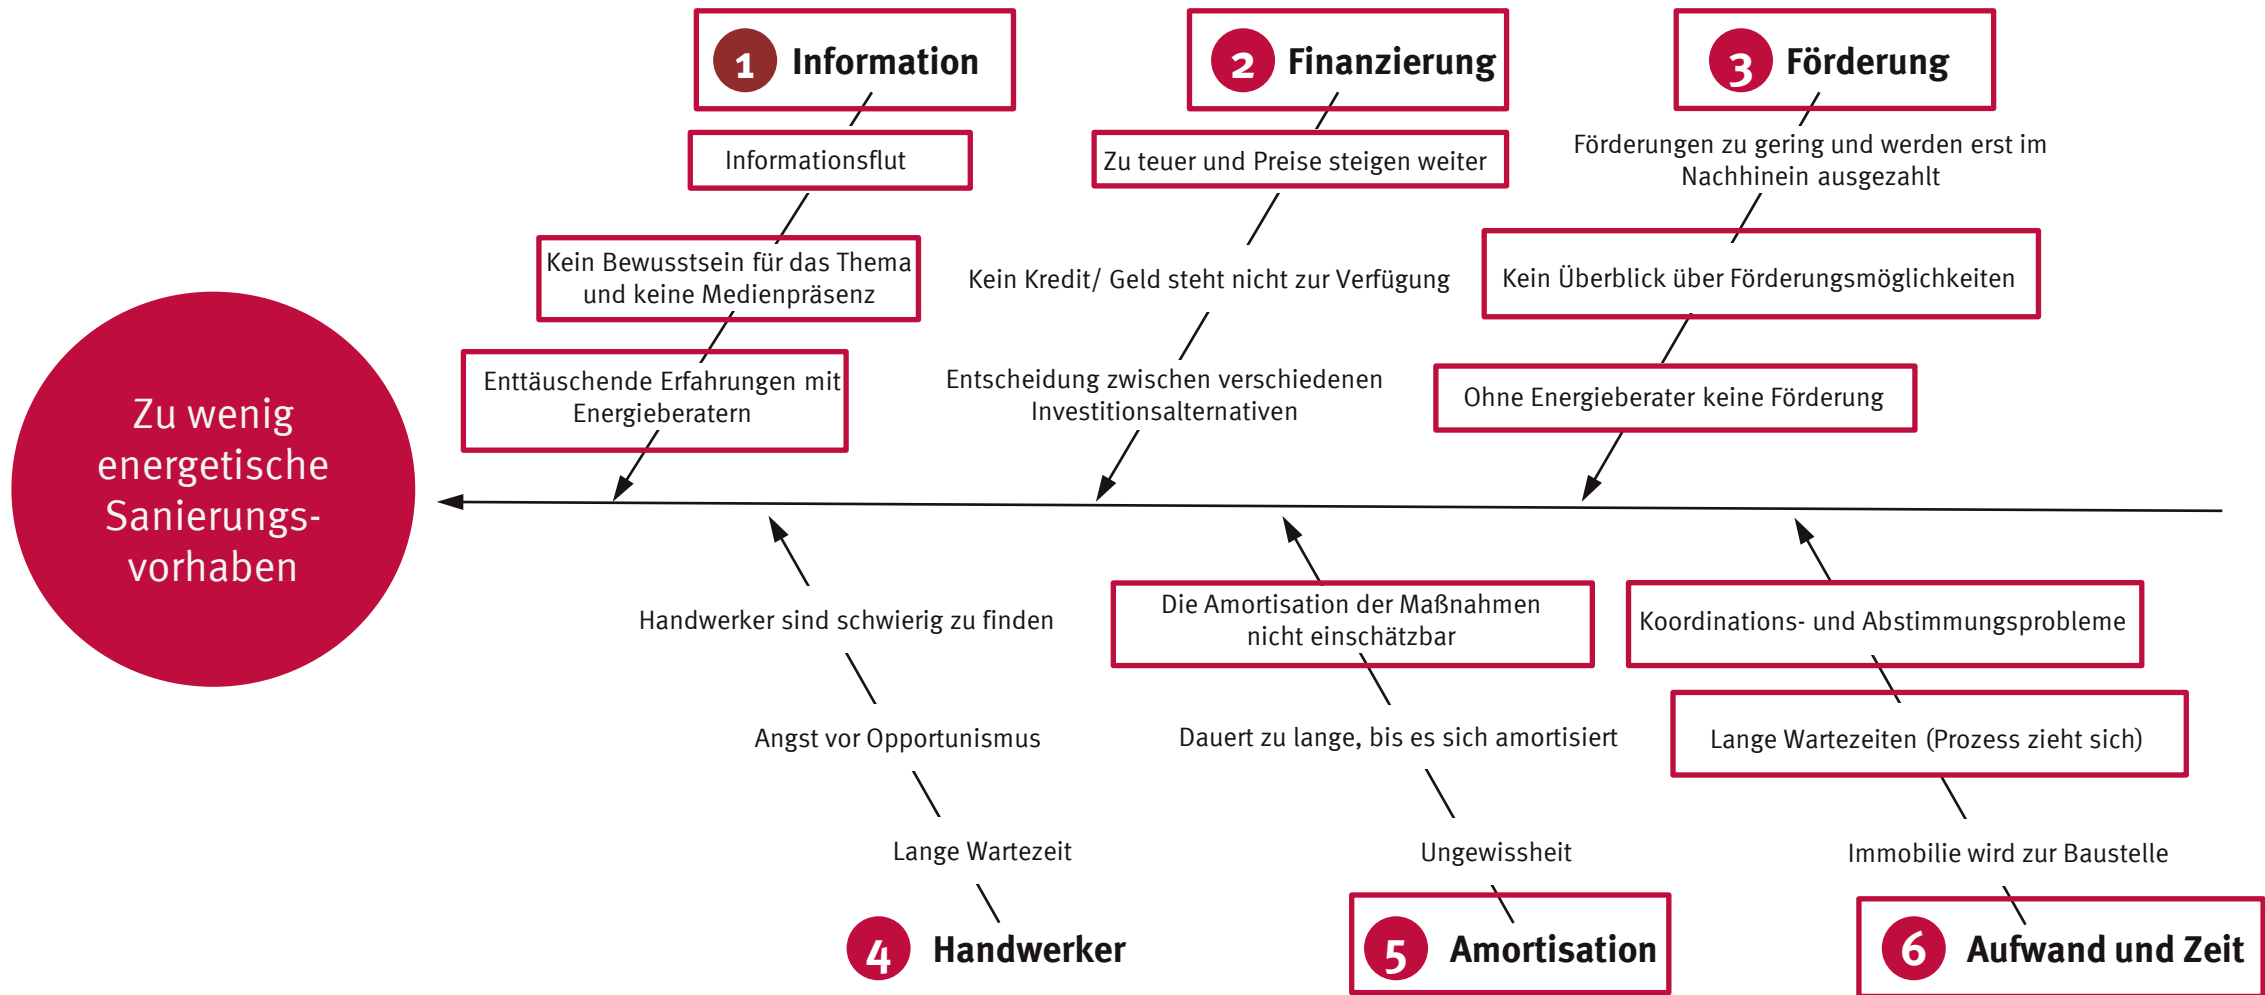 1 Information
Informationsflut
Kein Bewusstsein für das Thema
und keine Medienpräsenz
Enttäuschende Erfahrungen mit
Energieberatern
2 Finanzierung
Zu teuer und Preise steigen weiter
Kein Kredit/ Geld steht nicht zur Verfügung
Entscheidung zwischen verschiedenen
Investitionsalternativen
3 Förderung
Förderungen zu gering und werden erst im
Nachhinein ausgezahlt
Kein Überblick über Förderungsmöglichkeiten
Ohne Energieberater keine Förderung
Zu wenig
energetische
Sanierungs-
vorhaben
Handwerker sind schwierig zu finden
Angst vor Opportunismus
Lange Wartezeit
4 Handwerker
Die Amortisation der Maßnahmen
nicht einschätzbar
Dauert zu lange, bis es sich amortisiert
Ungewissheit
5 Amortisation
Koordinations- und Abstimmungsprobleme
Lange Wartezeiten (Prozess zieht sich)
Immobilie wird zur Baustelle
6 Aufwand und Zeit